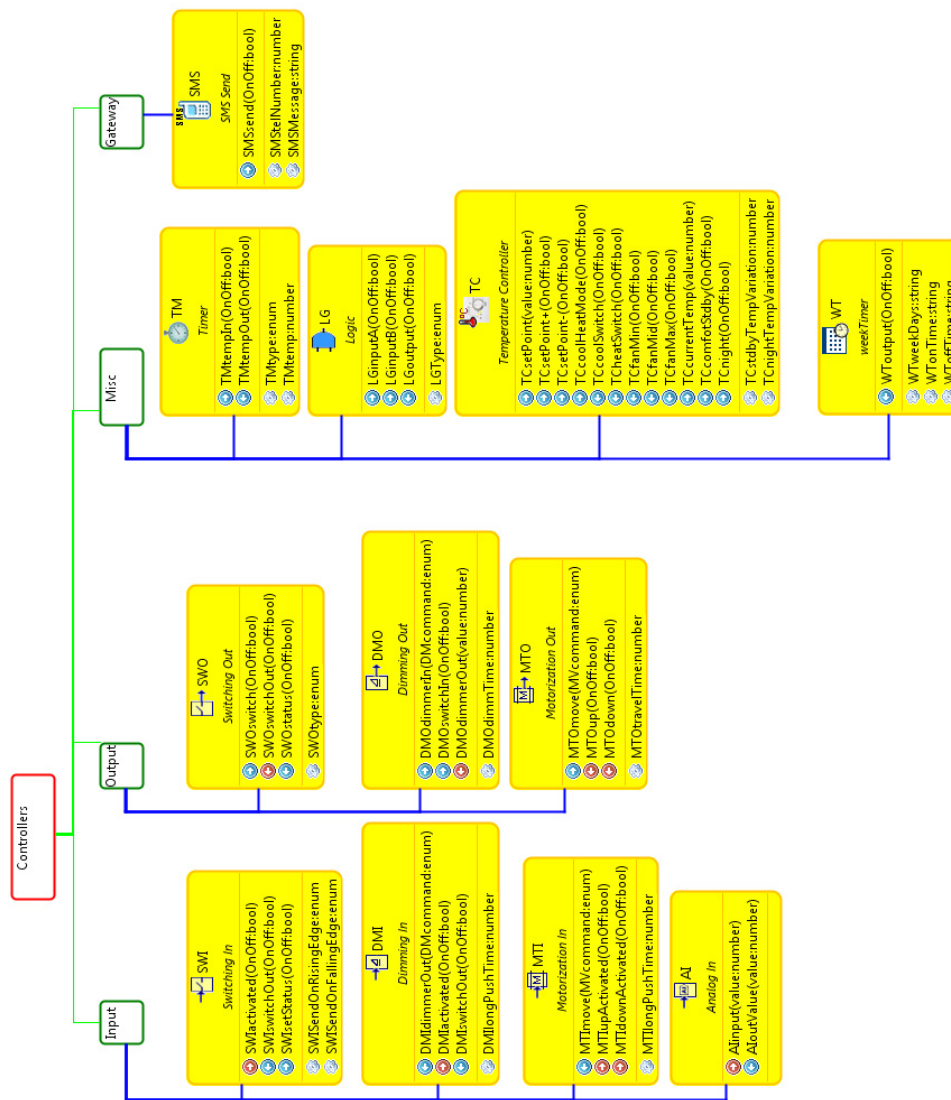 Controllers
Input
SWI
Switching In
SWIactivated(OnOff:bool)
SWIswitchOut(OnOff:bool)
SWIsetStatus(OnOff:bool)
SWISendOnRisingEdge:enum
SWISendOnFallingEdge:enum
DMI
Dimming In
DMIdimmerOut(DMcommand:enum)
DMIactivated(OnOff:bool)
DMIswitchOut(OnOff:bool)
DMIlongPushTime:number
M
MTI
Motorization In
MTImove(MVcommand:enum)
MTIupActivated(OnOff:bool)
MTIdownActivated(OnOff:bool)
MTIlongPushTime:number
AI
AI
Analog In
AIinput(value:number)
AIoutValue(value:number)
Output
SWO
Switching Out
SWOswitch(OnOff:bool)
SWOswitchOut(OnOff:bool)
SWOstatus(OnOff:bool)
SWOtype:enum
DMO
Dimming Out
DMOdimmerIn(DMcommand:enum)
DMOswitchIn(OnOff:bool)
DMOdimmerOut(value:number)
DMOdimmTime:number
M
MTO
Motorization Out
MTOmove(MVcommand:enum)
MTOup(OnOff:bool)
MTOdown(OnOff:bool)
MTOtravelTime:number
Misc
TM
Timer
TMtempIn(OnOff:bool)
TMtempOut(OnOff:bool)
TMtype:enum
TMtemp:number
LG
Logic
LGinputA(OnOff:bool)
LGinputB(OnOff:bool)
LGoutput(OnOff:bool)
LGType:enum
°C
TC
Temperature Controller
TCsetPoint(value:number)
TCsetPoint+(OnOff:bool)
TCsetPoint-(OnOff:bool)
TCcoolHeatMode(OnOff:bool)
TCcoolSwitch(OnOff:bool)
TCheatSwitch(OnOff:bool)
TCfanMin(OnOff:bool)
TCfanMid(OnOff:bool)
TCfanMax(OnOff:bool)
TCcurrentTemp(value:number)
TCcomfotStdby(OnOff:bool)
TCnight(OnOff:bool)
TCstdbyTempVariation:number
TCnightTempVariation:number
WT
weekTimer
WToutput(OnOff:bool)
WTweekDays:string
WTonTime:string
WToffTime:string
Gateway
SMS
SMS
SMS Send
SMSsend(OnOff:bool)
SMStelNumber:number
SMSMessage:string